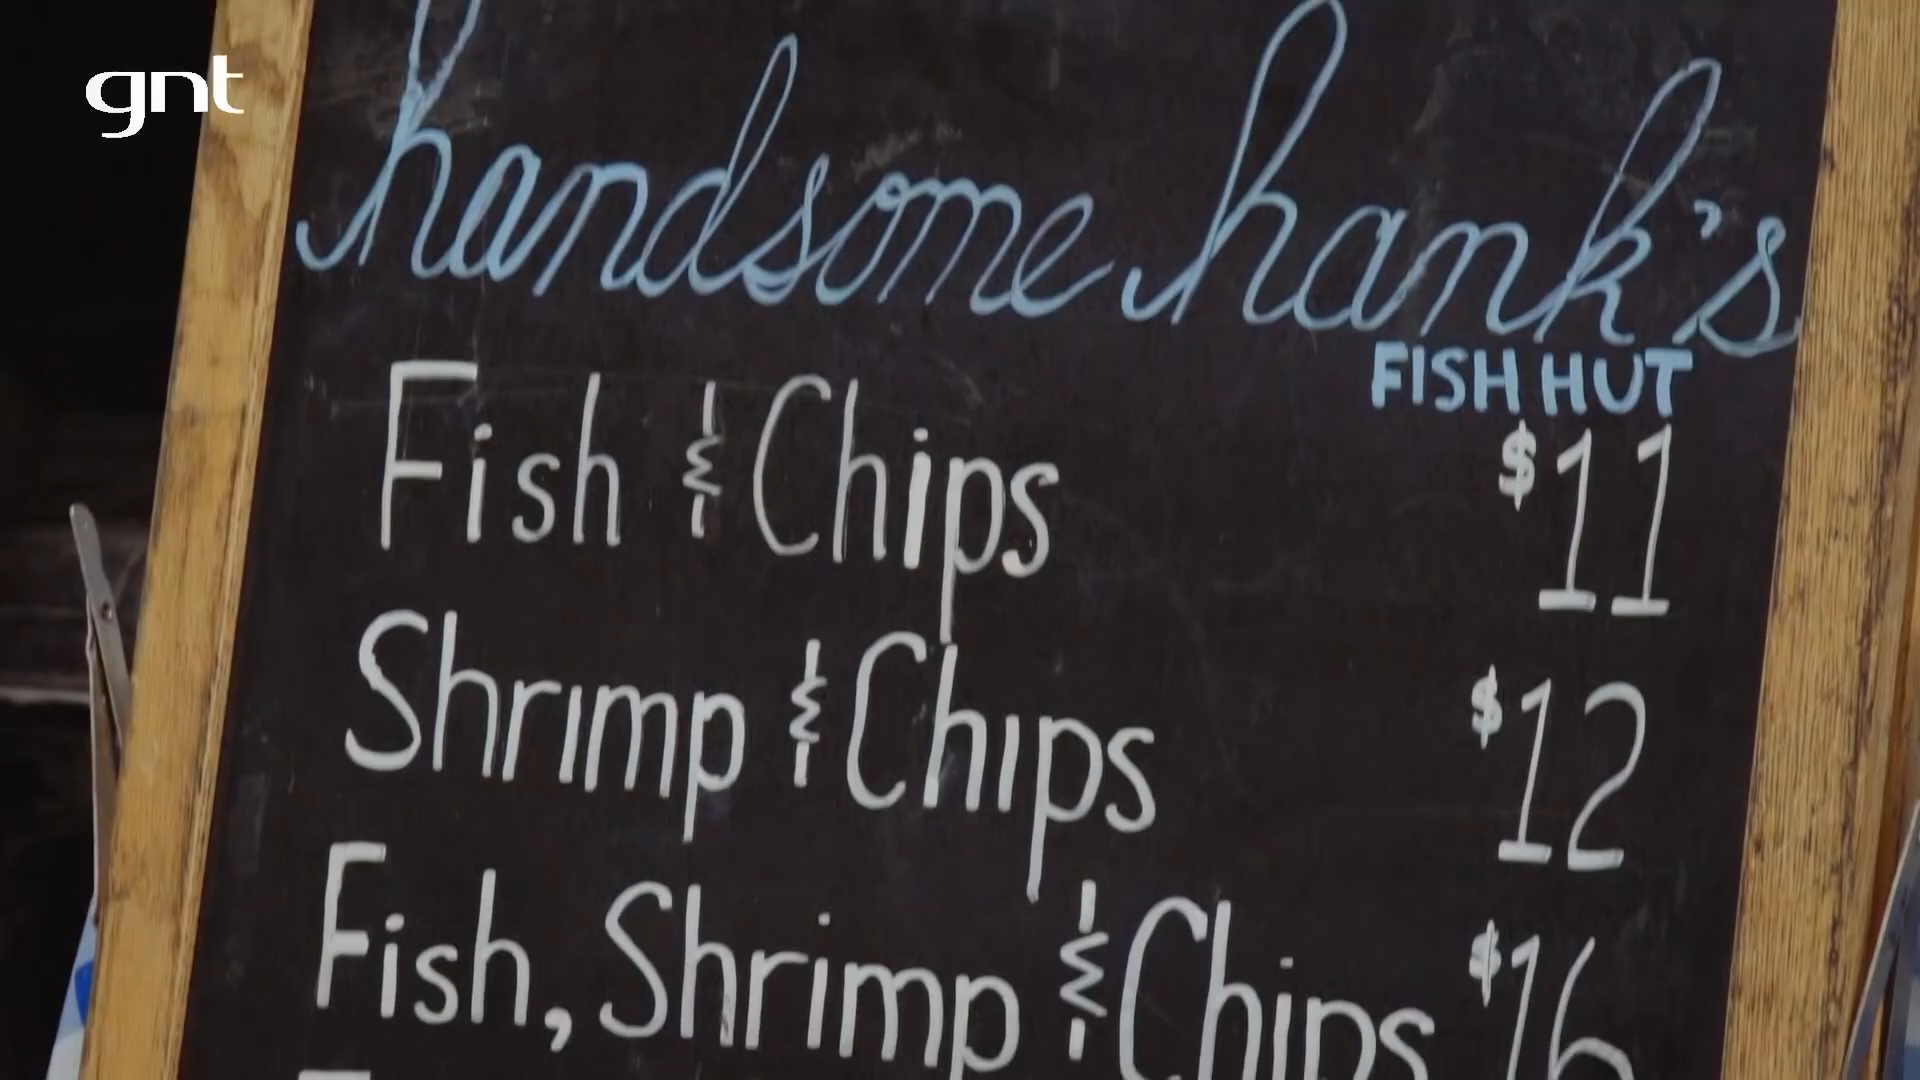 gnt
handsome hank's
FISH HUT
Fish & Chips $11
Shrimp & Chips $12
Fish, Shrimp & Chips $16